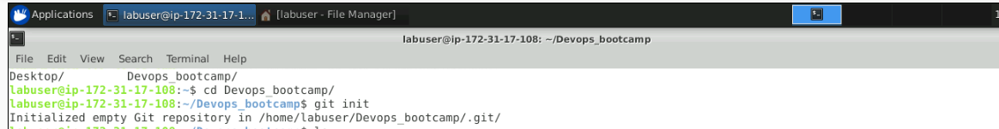 Applications labuser@ip-172-31-17-1... [labuser - File Manager]
labuser@ip-172-31-17-108: ~/Devops_bootcamp
File Edit View Search Terminal Help
Desktop/ Devops_bootcamp/
labuser@ip-172-31-17-108:~$ cd Devops_bootcamp/
labuser@ip-172-31-17-108:~/Devops_bootcamp$ git init
Initialized empty Git repository in /home/labuser/Devops_bootcamp/.git/